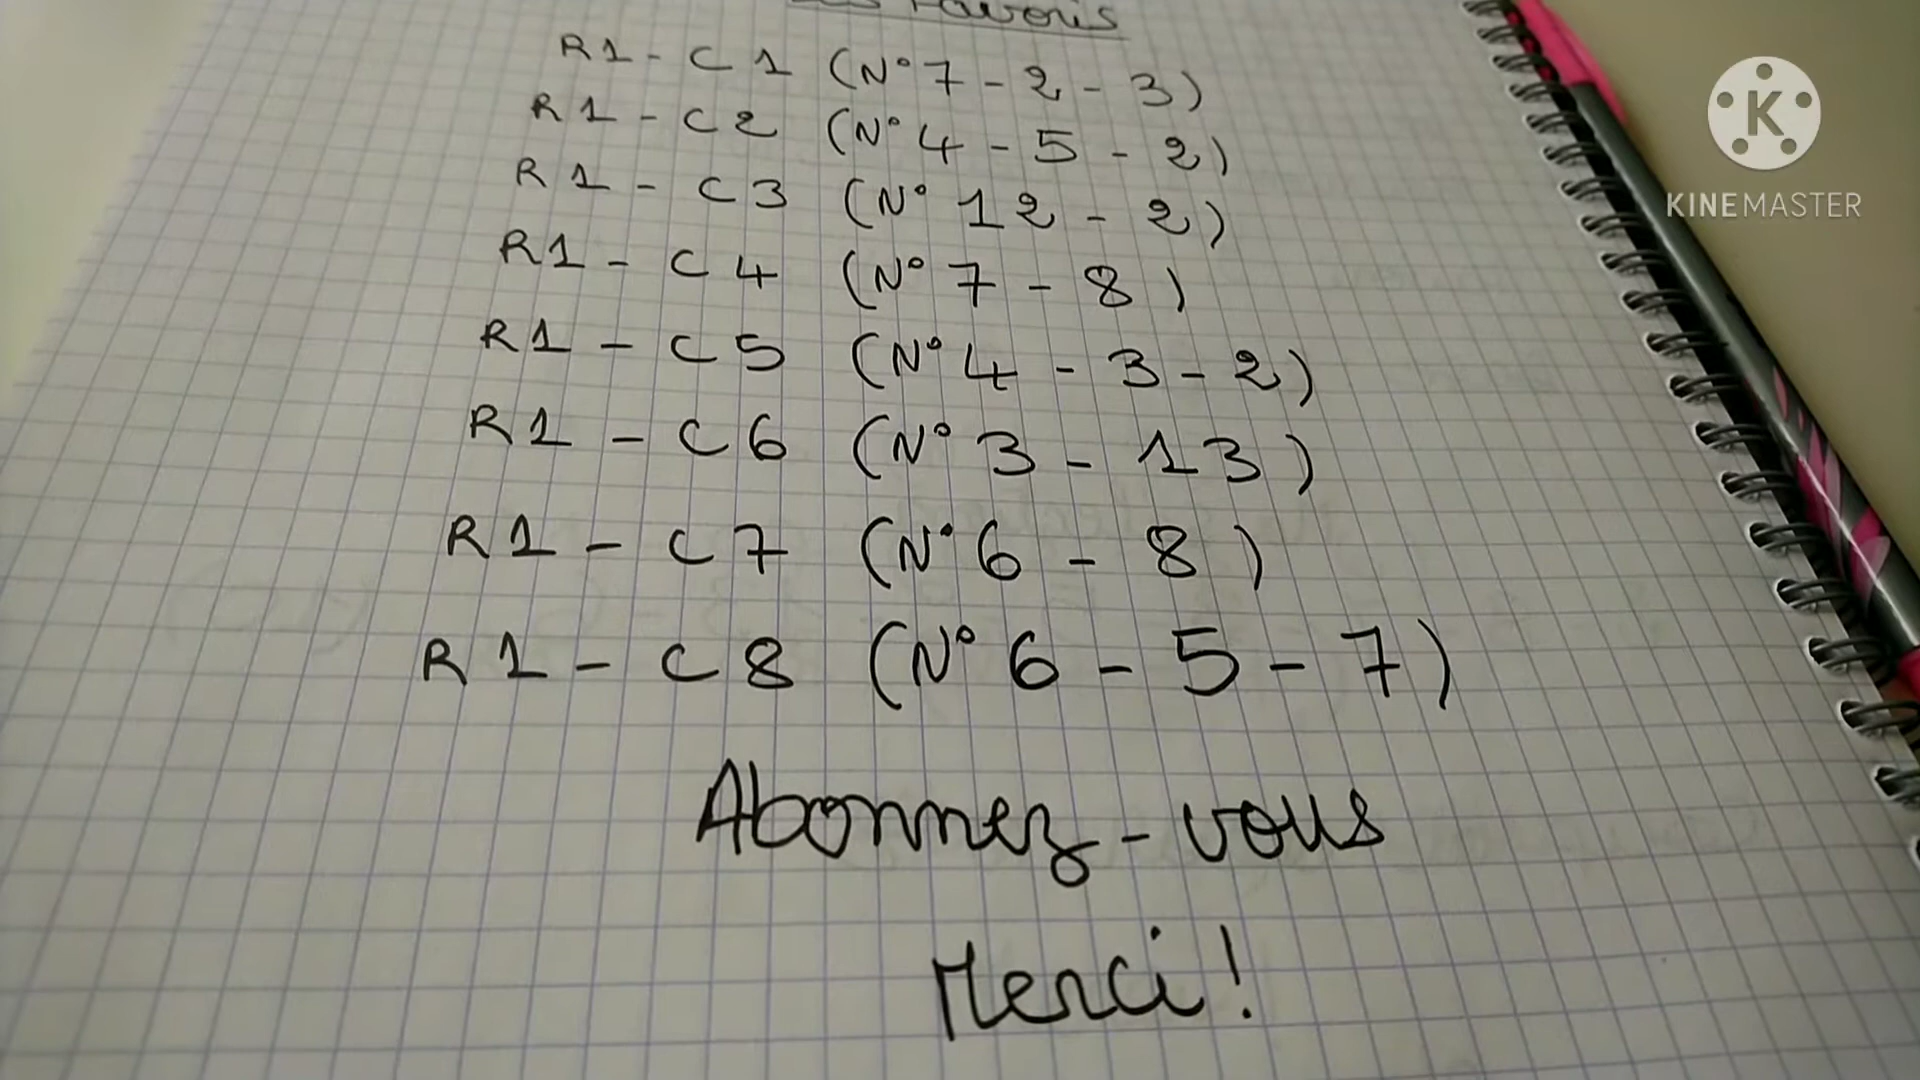 Favoris
R1 - C1 (N° 7 - 2 - 3)
R1 - C2 (N° 4 - 5 - 2)
R1 - C3 (N° 12 - 2)
R1 - C4 (N° 7 - 8)
R1 - C5 (N° 4 - 3 - 2)
R1 - C6 (N° 3 - 13)
R1 - C7 (N° 6 - 8)
R1 - C8 (N° 6 - 5 - 7)
Abonnez-vous
Merci !
K
KINEMASTER